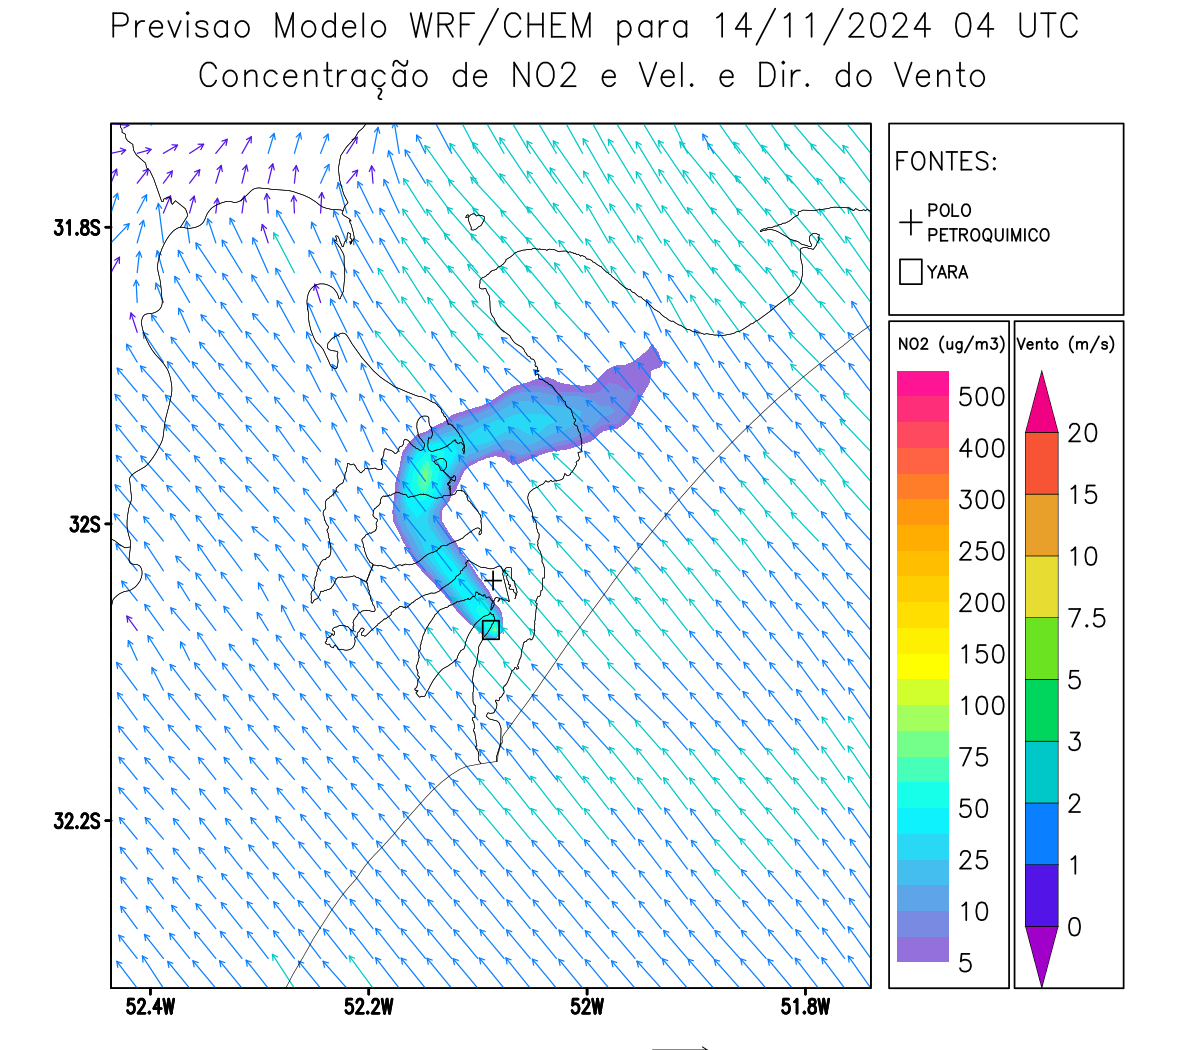 Previsao Modelo WRF/CHEM para 14/11/2024 04 UTC
Concentração de NO2 e Vel. e Dir. do Vento
FONTES:
POLO
PETROQUIMICO
YARA
NO2 (ug/m3)
500
400
300
250
200
150
100
75
50
25
10
5
Vento (m/s)
20
15
10
7.5
5
3
2
1
0
31.8S
32S
32.2S
52.4W
52.2W
52W
51.8W